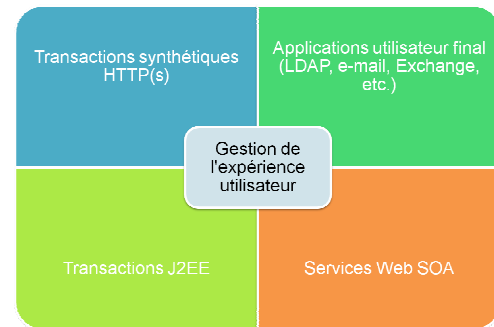 Transactions synthétiques
HTTP(s)
Applications utilisateur final
(LDAP, e-mail, Exchange,
etc.)
Gestion de
l'expérience
utilisateur
Transactions J2EE
Services Web SOA